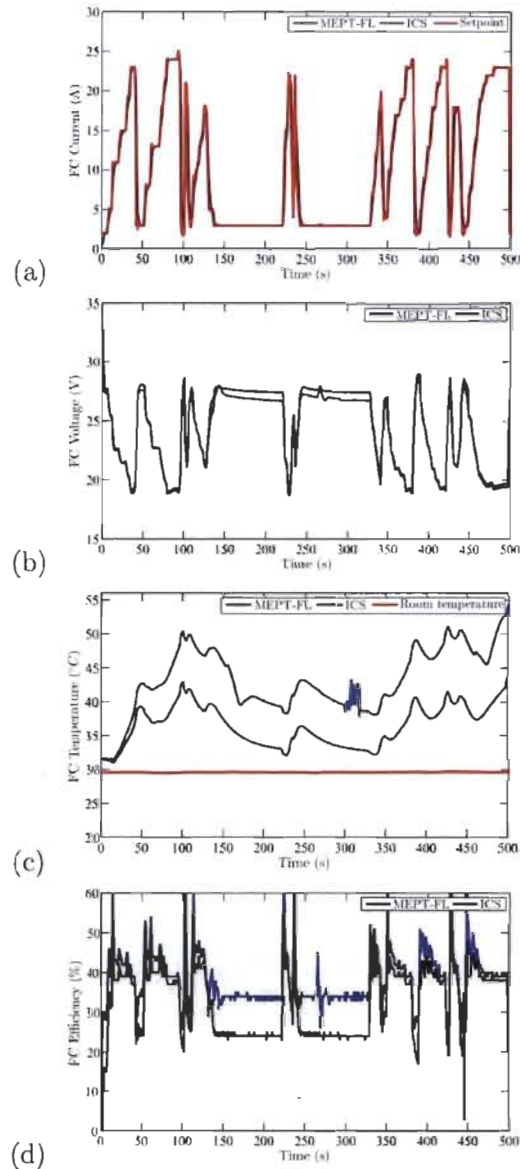 30
25
20
15
10
5
0
FC Current (A)
MEPT-FL ICS Setpoint
0 50 100 150 200 250 300 350 400 450 500
Time (s)
(a)
35
30
25
20
15
FC Voltage (V)
MEPT-FL ICS
0 50 100 150 200 250 300 350 400 450 500
Time (s)
(b)
55
50
45
40
35
30
25
20
FC Temperature (°C)
MEPT-FL ICS Room temperature
0 50 100 150 200 250 300 350 400 450 500
Time (s)
(c)
60
50
40
30
20
10
0
FC Efficiency (%)
MEPT-FL ICS
0 50 100 150 200 250 300 350 400 450 500
Time (s)
(d)